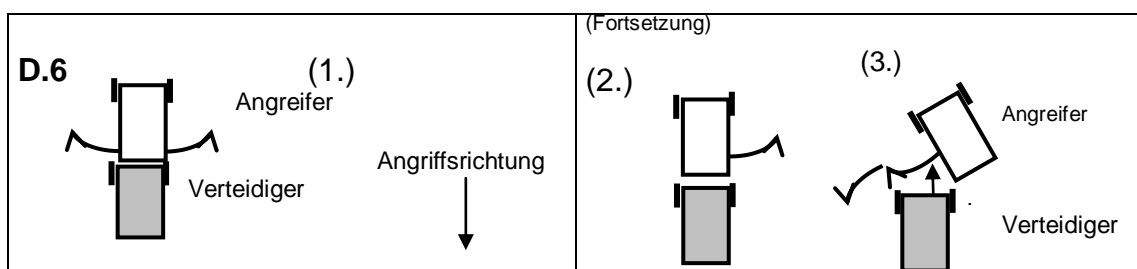 D.6
(1.)
Angreifer
Angriffsrichtung
Verteidiger
(Fortsetzung)
(2.)
(3.)
Angreifer
Verteidiger